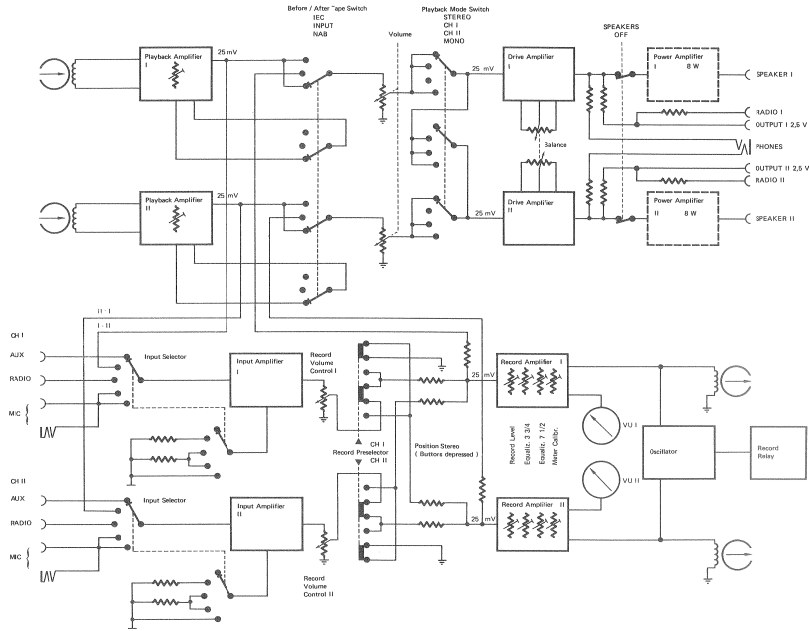 Before / After Tape Switch
IEC
INPUT
NAB
Volume
Playback Mode Switch
STEREO
CH I
CH II
MONO
SPEAKERS
OFF
Playback Amplifier
I
25 mV
25 mV
Drive Amplifier
I
Power Amplifier
I 8 W
SPEAKER I
RADIO I
OUTPUT I 2,5 V
PHONES
Balance
OUTPUT II 2,5 V
RADIO II
Playback Amplifier
II
25 mV
25 mV
Drive Amplifier
II
Power Amplifier
II 8 W
SPEAKER II
II - I
I - II
CH I
AUX
RADIO
MIC
Input Selector
Input Amplifier
I
Record
Volume
Control I
25 mV
Record Amplifier I
Record Level
Equaliz. 3 3/4
Equaliz. 7 1/2
Meter Calibr.
VU I
VU II
Oscillator
Record
Relay
CH I
Record Preselector
CH II
Position Stereo
( Buttons depressed )
CH II
AUX
RADIO
MIC
Input Selector
Input Amplifier
II
Record
Volume
Control II
25 mV
Record Amplifier II